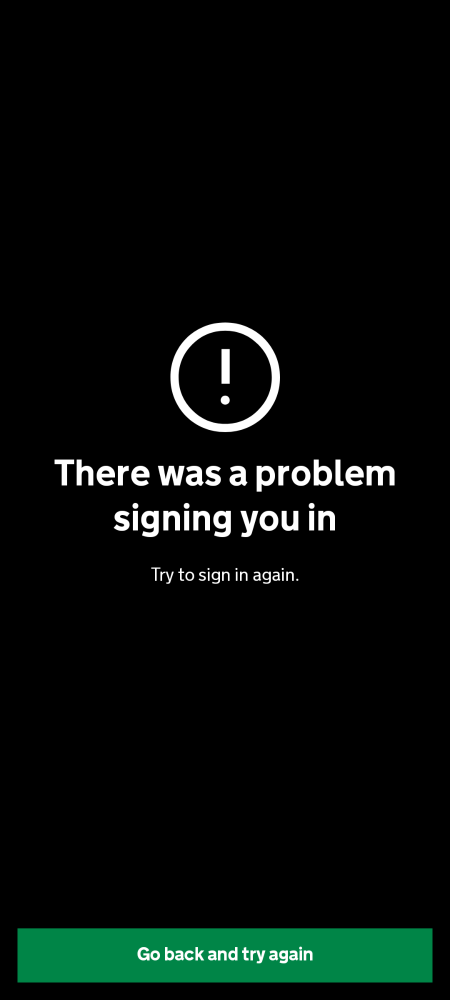 There was a problem
signing you in
Try to sign in again.
Go back and try again